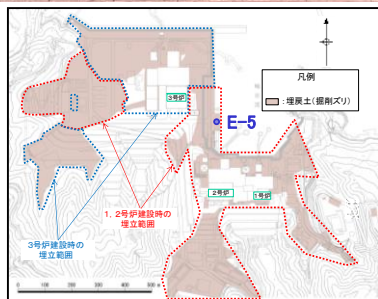 凡例
:埋戻土(掘削ズリ)
3号炉
E-5
2号炉
1号炉
1、2号炉建設時の
埋立範囲
3号炉建設時の
埋立範囲
0
100
200
300
400
500